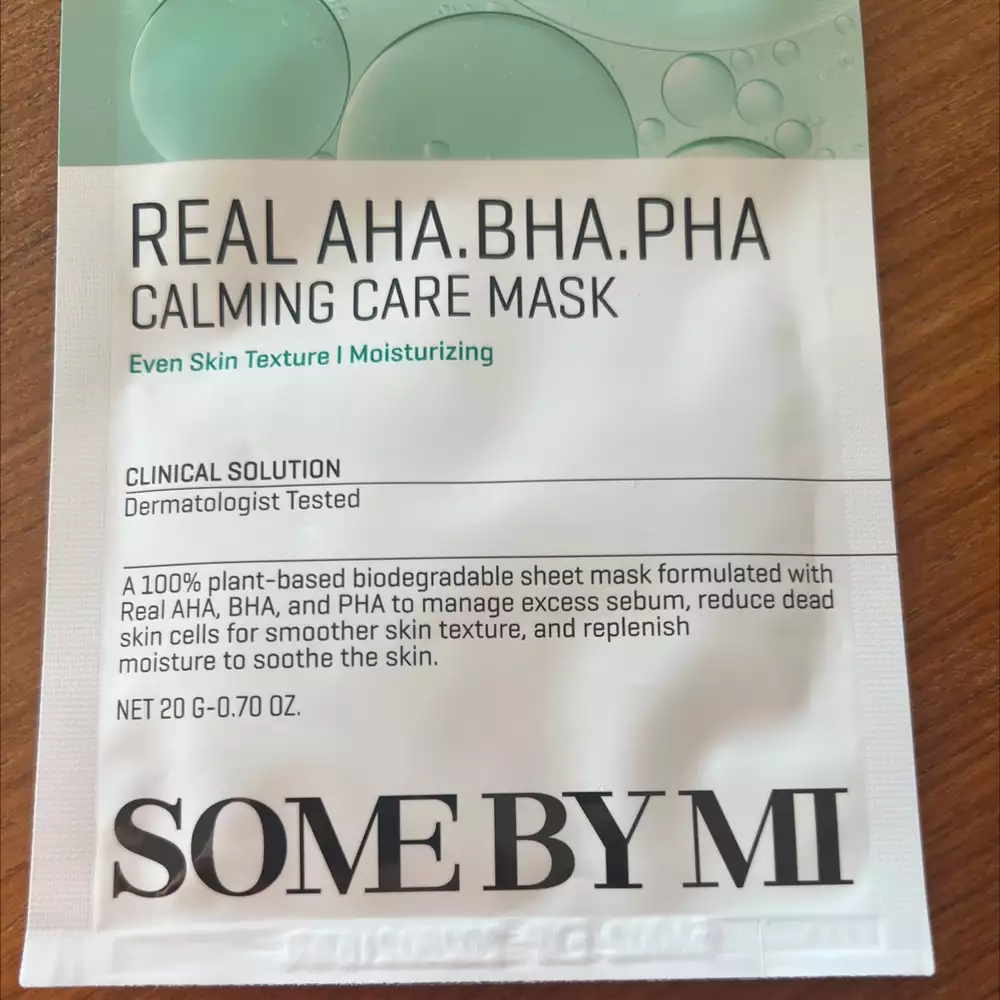 REAL AHA.BHA.PHA
CALMING CARE MASK
Even Skin Texture | Moisturizing
CLINICAL SOLUTION
Dermatologist Tested
A 100% plant-based biodegradable sheet mask formulated with
Real AHA, BHA, and PHA to manage excess sebum, reduce dead
skin cells for smoother skin texture, and replenish
moisture to soothe the skin.
NET 20 G-0.70 OZ.
SOME BY MI